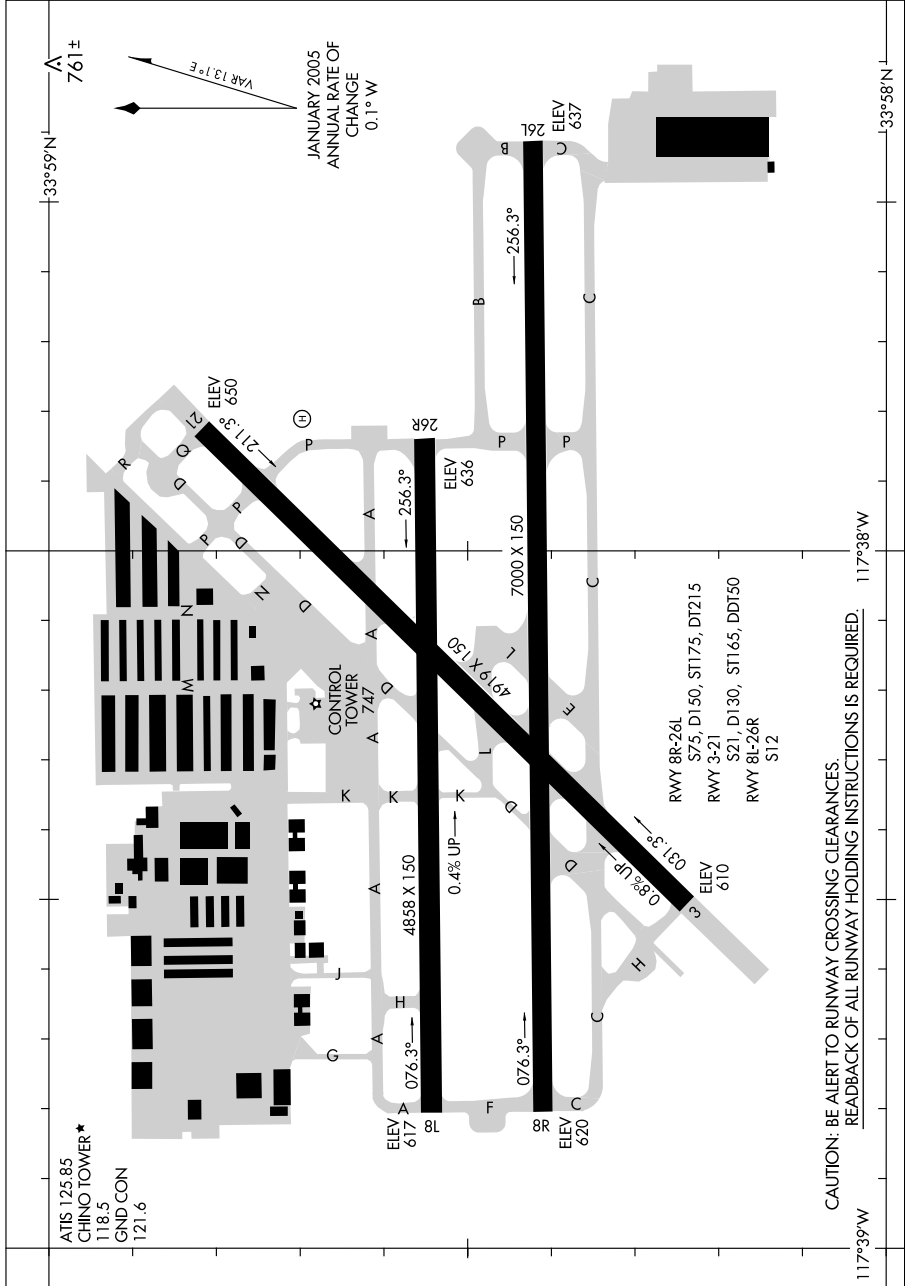 ATIS 125.85
CHINO TOWER
118.5
GND CON
121.6
JANUARY 2005
ANNUAL RATE OF
CHANGE
0.1° W
VAR 13.1° E
761±
33°59'N
33°58'N
117°39'W
117°38'W
ELEV
650
21
211.3°
H
R
Q
D
P
P
D
P
N
D
N
W
CONTROL
TOWER
747
A
A
D
A
K
K
K
A
J
H
G
A
A
ELEV
617
8L
076.3°
4858 X 150
0.4% UP
256.3°
26R
ELEV
636
4919 X 150
L
L
D
E
D
F
8R
ELEV
620
C
076.3°
7000 X 150
P
P
B
B
C
256.3°
26L
ELEV
637
C
C
C
H
3
ELEV
610
031.3°
0.8% UP
RWY 8R-26L
S75, D150, ST175, DT215
RWY 3-21
S21, D130, ST165, DDT50
RWY 8L-26R
S12
CAUTION: BE ALERT TO RUNWAY CROSSING CLEARANCES.
READBACK OF ALL RUNWAY HOLDING INSTRUCTIONS IS REQUIRED.